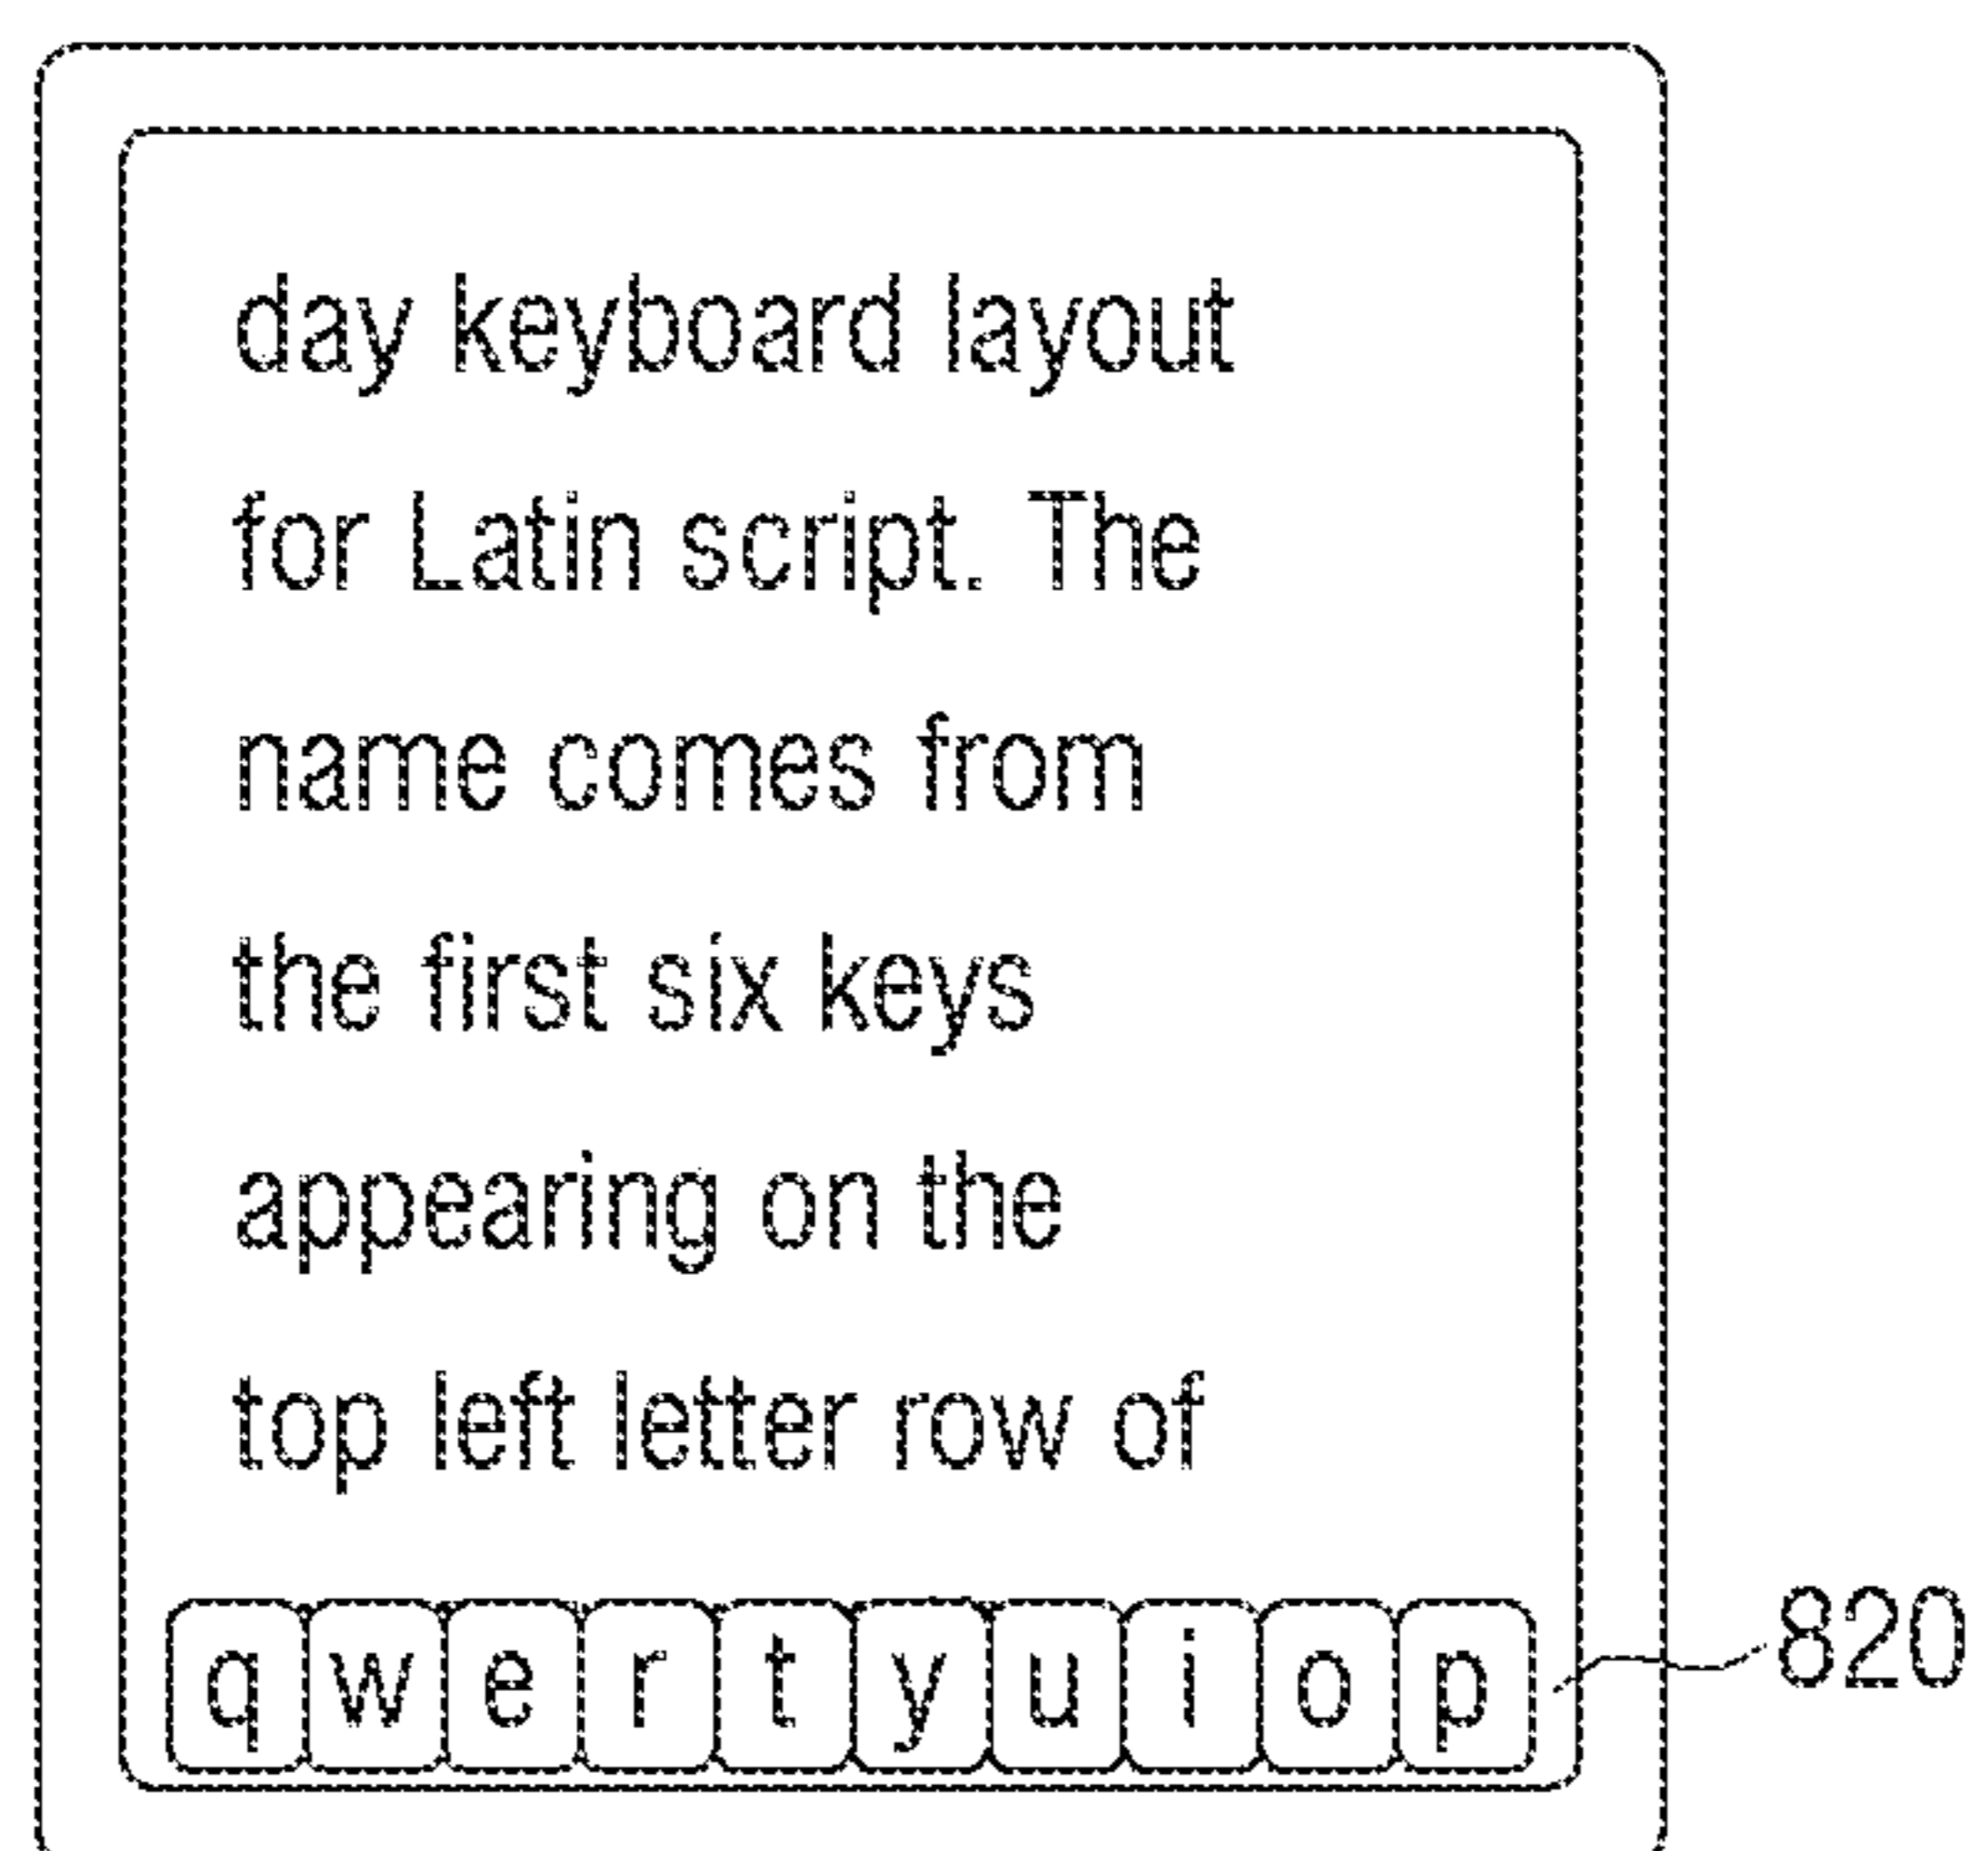 day keyboard layout
for Latin script. The
name comes from
the first six keys
appearing on the
top left letter row of
q w e r t y u i o p
820